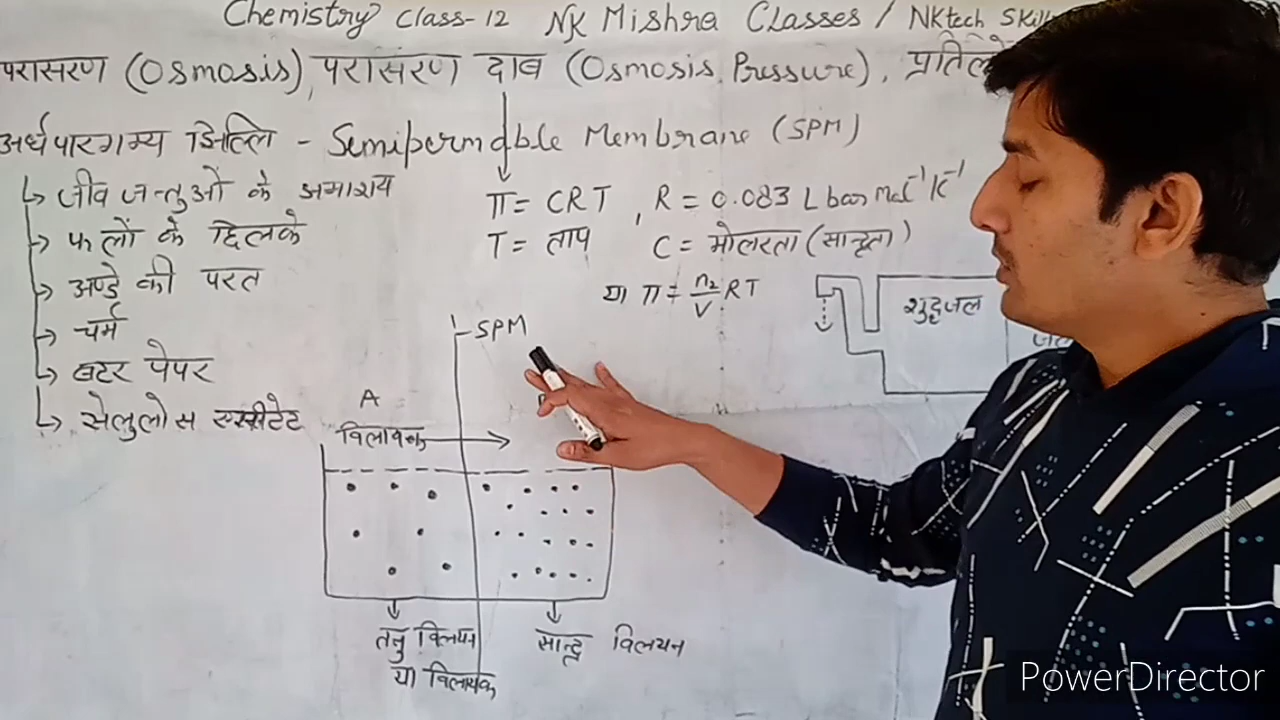 Chemistry Class-12 NK Mishra Classes / NKtech Skill
परासरण (Osmosis), परासरण दाब (Osmosis Pressure), प्रतिलो
अर्धपारगम्य झिल्लि - Semipermable Membrane (SPM)
जीव जन्तुओं के अमाशय
फलों के छिलके
अण्डे की परत
चर्म
बटर पेपर
सेलुलोस एसीटेट
π = CRT , R = 0.083 L bar Mol⁻¹ K⁻¹
T = ताप C = मोलरता (सान्द्रता)
या π = n₂/V RT
शुद्ध जल
SPM
A
विलायक
तनु विलयन
या विलायक
सान्द्र विलयन
PowerDirector